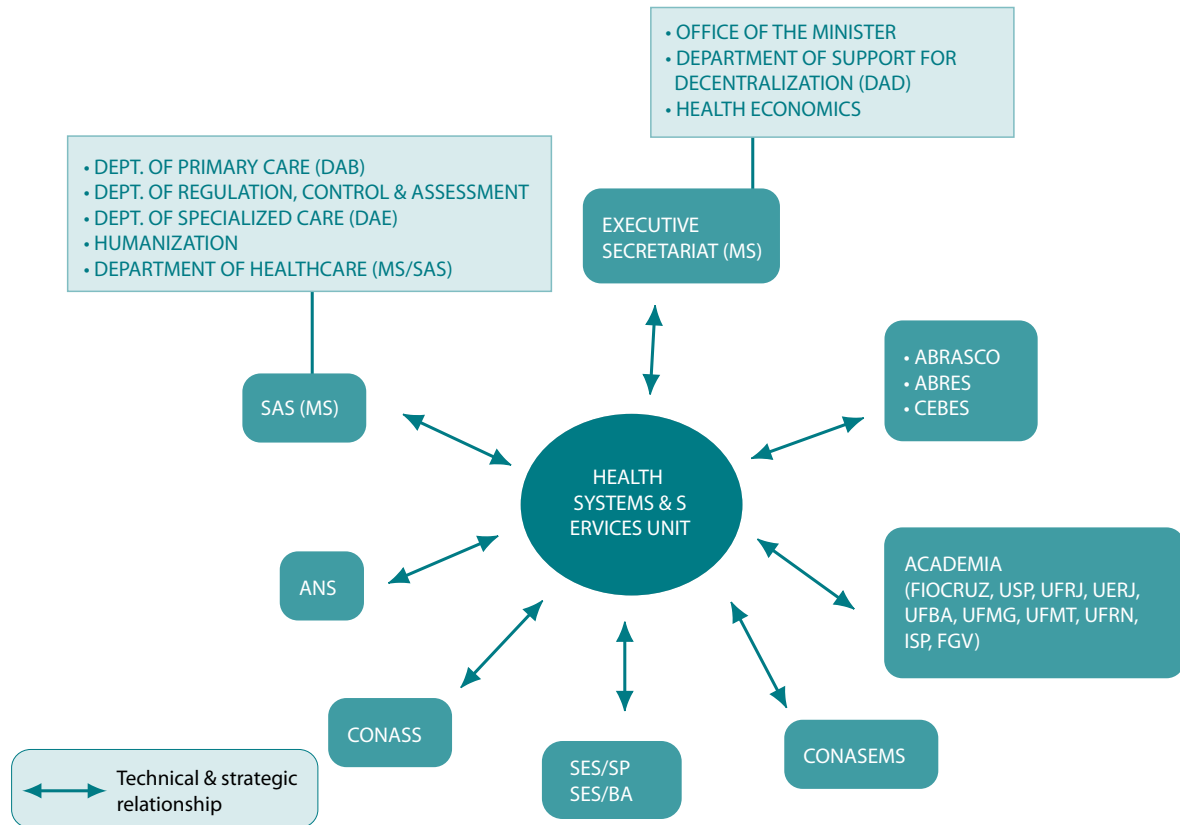 • OFFICE OF THE MINISTER
• DEPARTMENT OF SUPPORT FOR
DECENTRALIZATION (DAD)
• HEALTH ECONOMICS
• DEPT. OF PRIMARY CARE (DAB)
• DEPT. OF REGULATION, CONTROL & ASSESSMENT
• DEPT. OF SPECIALIZED CARE (DAE)
• HUMANIZATION
• DEPARTMENT OF HEALTHCARE (MS/SAS)
EXECUTIVE
SECRETARIAT (MS)
• ABRASCO
• ABRES
• CEBES
SAS (MS)
HEALTH
SYSTEMS & S
ERVICES UNIT
ANS
ACADEMIA
(FIOCRUZ, USP, UFRJ, UERJ,
UFBA, UFMG, UFMT, UFRN,
ISP, FGV)
CONASS
SES/SP
SES/BA
CONASEMS
Technical & strategic
relationship